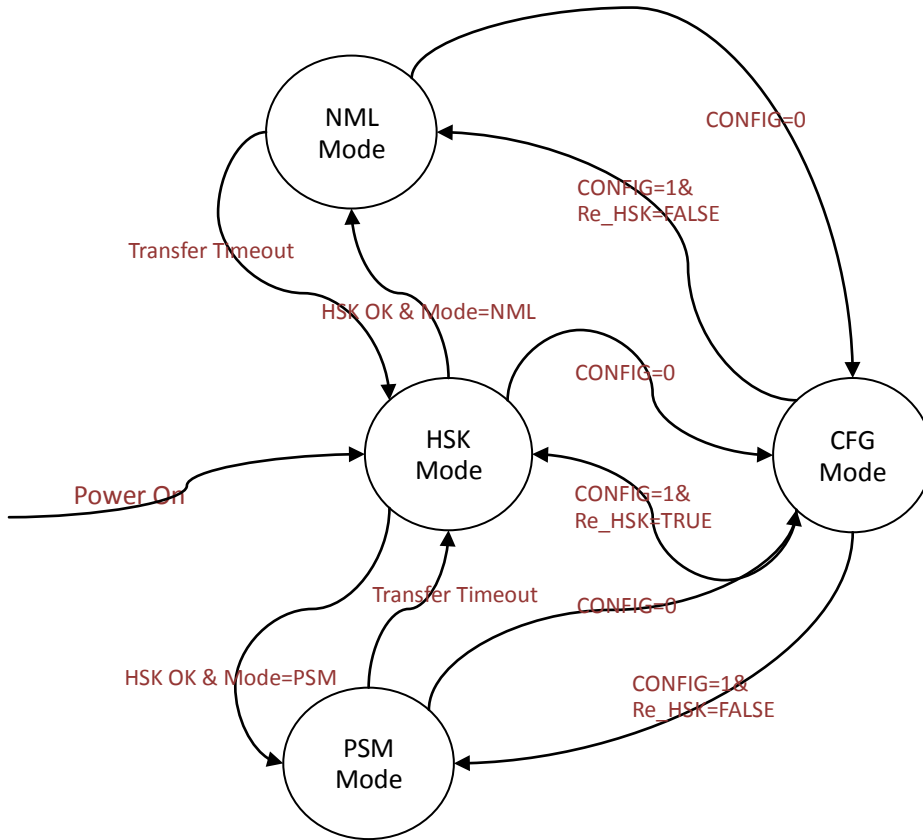 NML
Mode
CONFIG=0
CONFIG=1&
Re_HSK=FALSE
Transfer Timeout
HSK OK & Mode=NML
CONFIG=0
HSK
Mode
CFG
Mode
Power On
CONFIG=1&
Re_HSK=TRUE
Transfer Timeout
CONFIG=0
HSK OK & Mode=PSM
CONFIG=1&
Re_HSK=FALSE
PSM
Mode